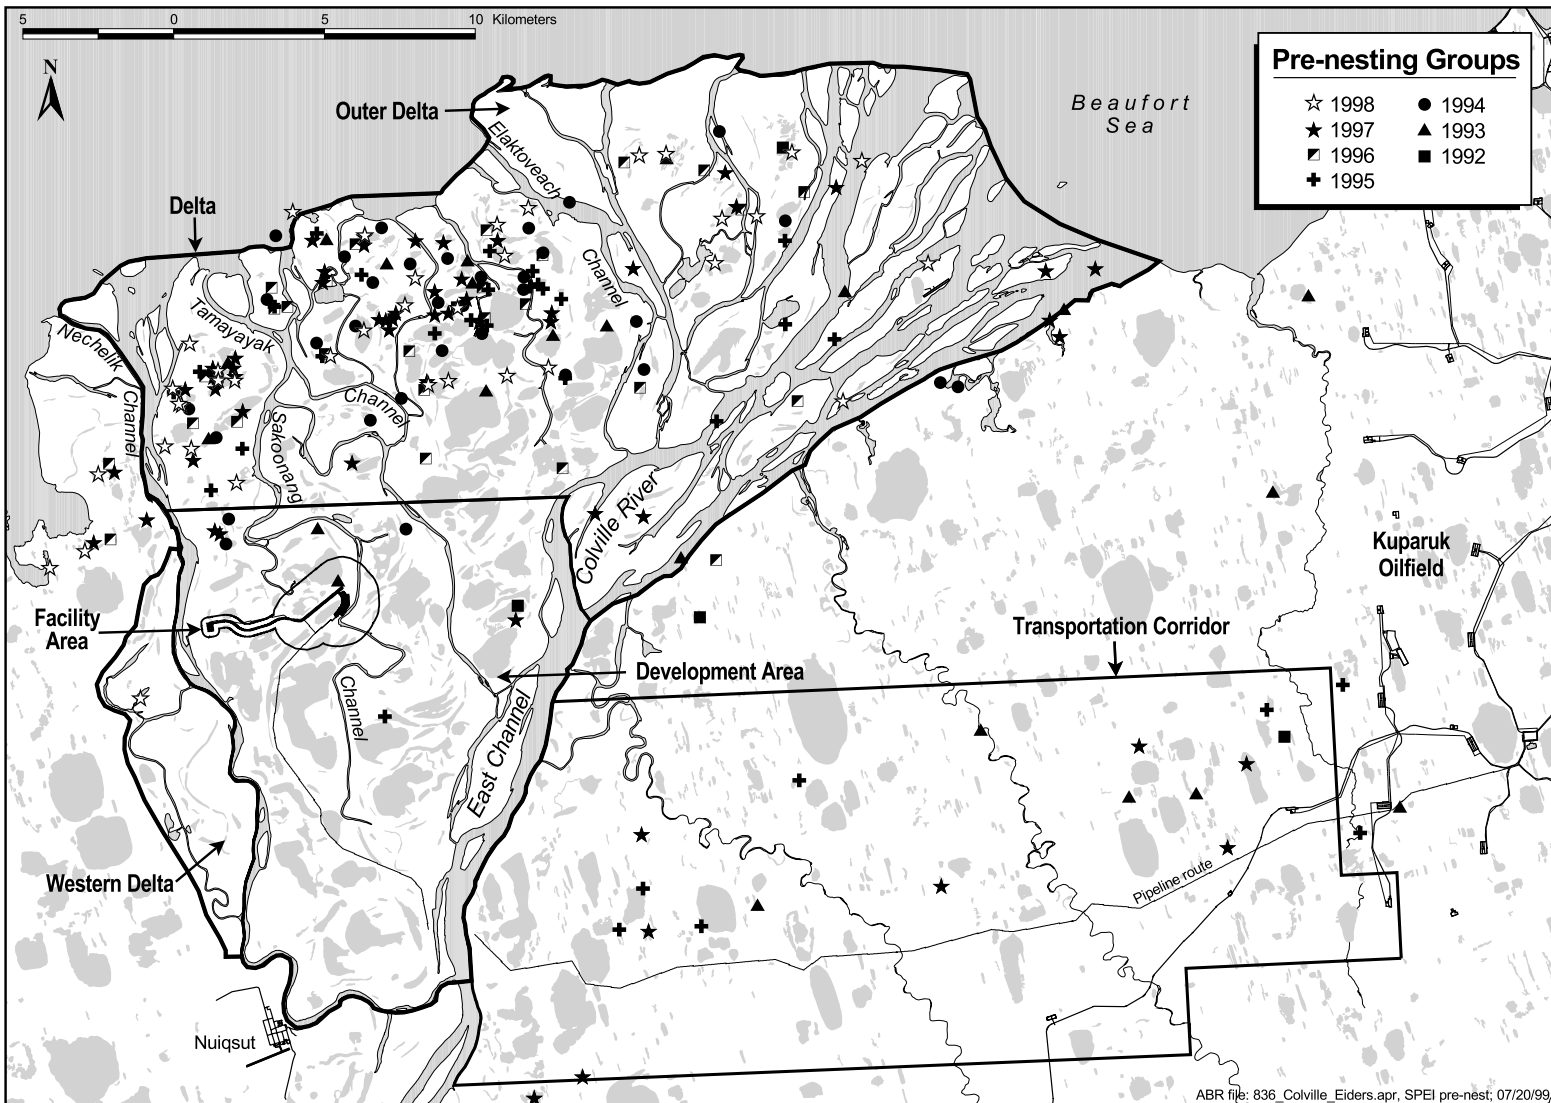 5 0 5 10 Kilometers
N
Pre-nesting Groups
1998 1994
1997 1993
1996 1992
1995
Outer Delta
Beaufort
Sea
Elaktoveach
Channel
Delta
Tamayayak
Channel
Nechelik
Channel
Sakoonang
Channel
Colville River
Kuparuk
Oilfield
Facility
Area
Transportation Corridor
Development Area
East Channel
Western Delta
Pipeline route
Nuiqsut
ABR file: 836_Colville_Eiders.apr, SPEI pre-nest; 07/20/99